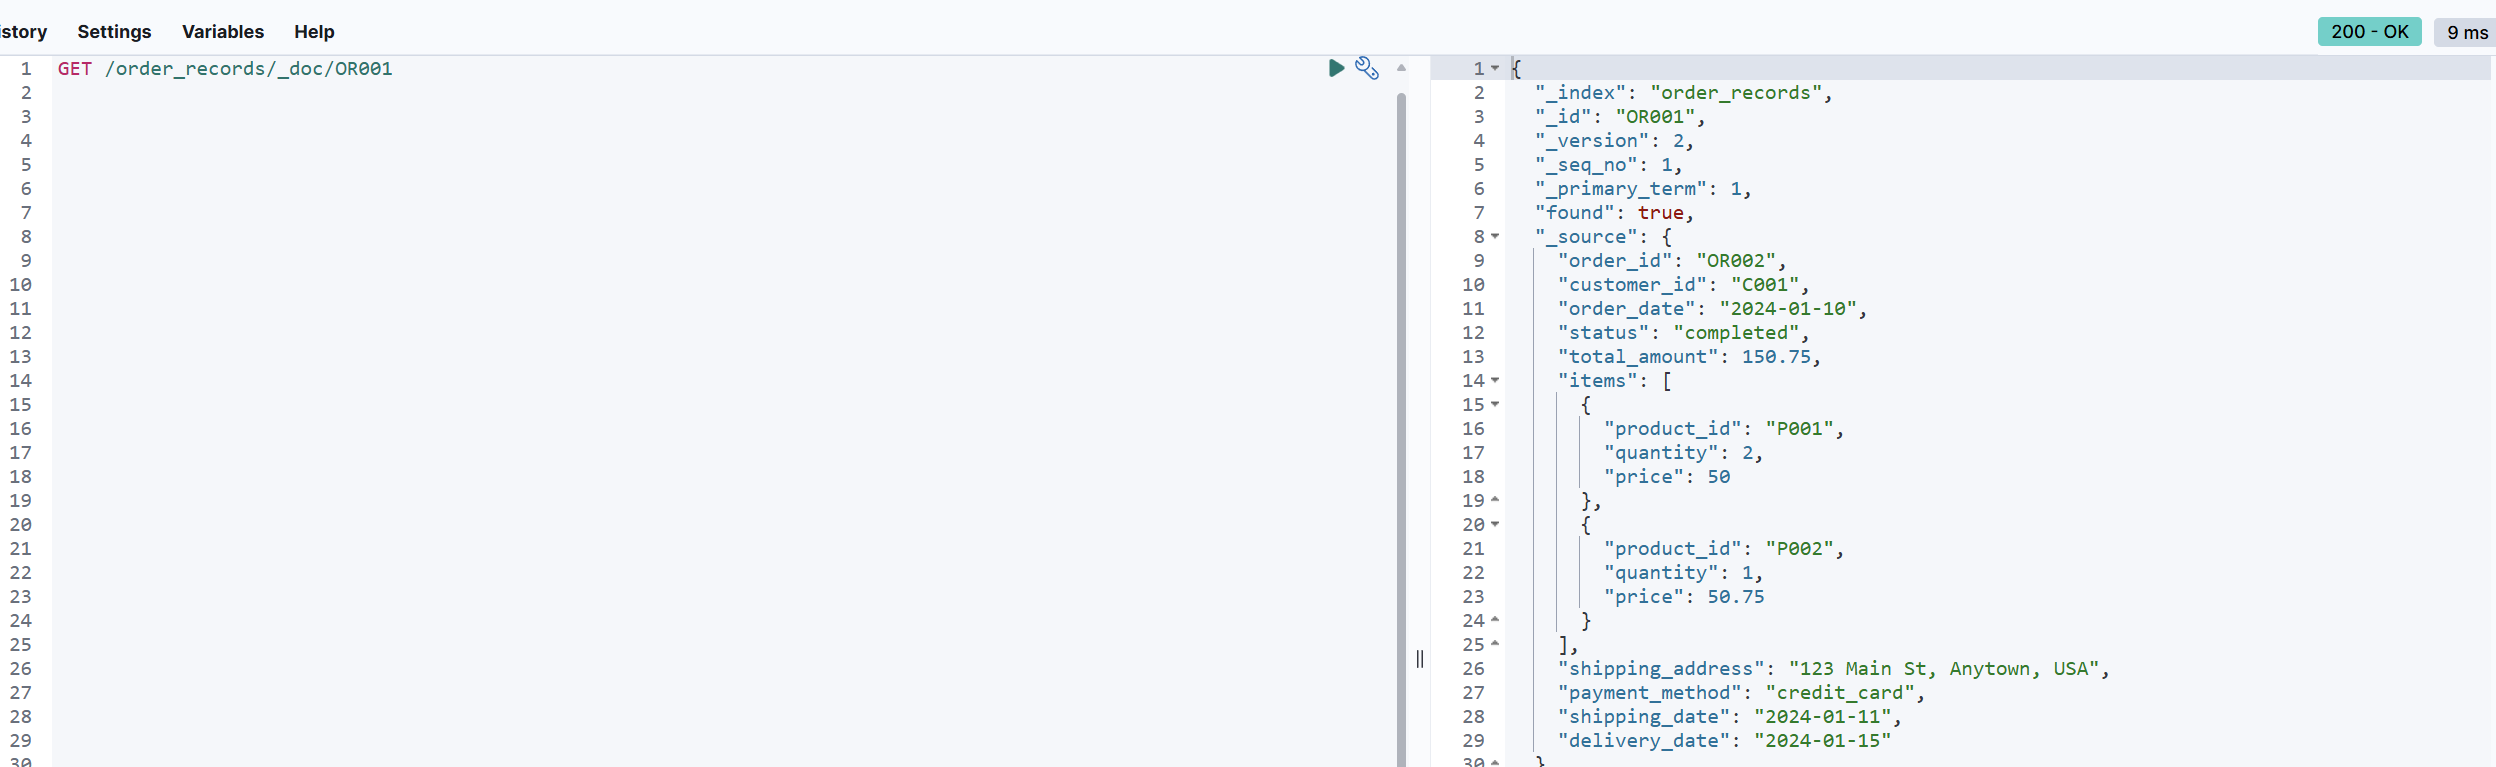 istory Settings Variables Help 200 - OK 9 ms
1 GET /order_records/_doc/OR001
2
3
4
5
6
7
8
9
10
11
12
13
14
15
16
17
18
19
20
21
22
23
24
25
26
27
28
29
30
1 {
2 "_index": "order_records",
3 "_id": "OR001",
4 "_version": 2,
5 "_seq_no": 1,
6 "_primary_term": 1,
7 "found": true,
8 "_source": {
9 "order_id": "OR002",
10 "customer_id": "C001",
11 "order_date": "2024-01-10",
12 "status": "completed",
13 "total_amount": 150.75,
14 "items": [
15 {
16 "product_id": "P001",
17 "quantity": 2,
18 "price": 50
19 },
20 {
21 "product_id": "P002",
22 "quantity": 1,
23 "price": 50.75
24 }
25 ],
26 "shipping_address": "123 Main St, Anytown, USA",
27 "payment_method": "credit_card",
28 "shipping_date": "2024-01-11",
29 "delivery_date": "2024-01-15"
30 }